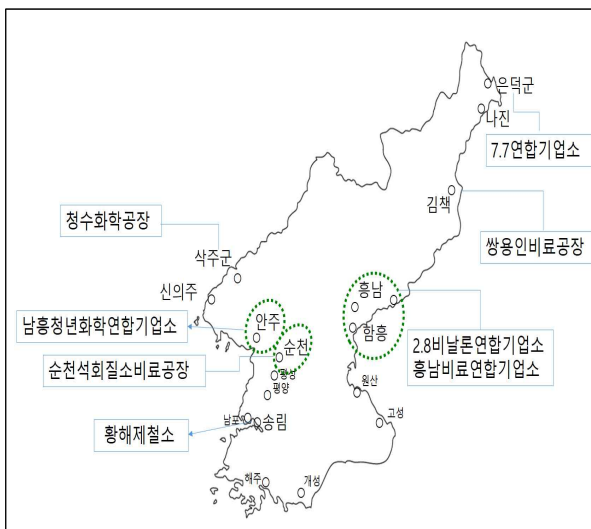 은덕군
나진
7.7연합기업소
김책
청수화학공장
쌍용인비료공장
삭주군
신의주
흥남
남흥청년화학연합기업소
안주
함흥
순천
2.8비날론연합기업소
흥남비료연합기업소
순천석회질소비료공장
평양
원산
남포
송림
고성
황해제철소
해주
개성